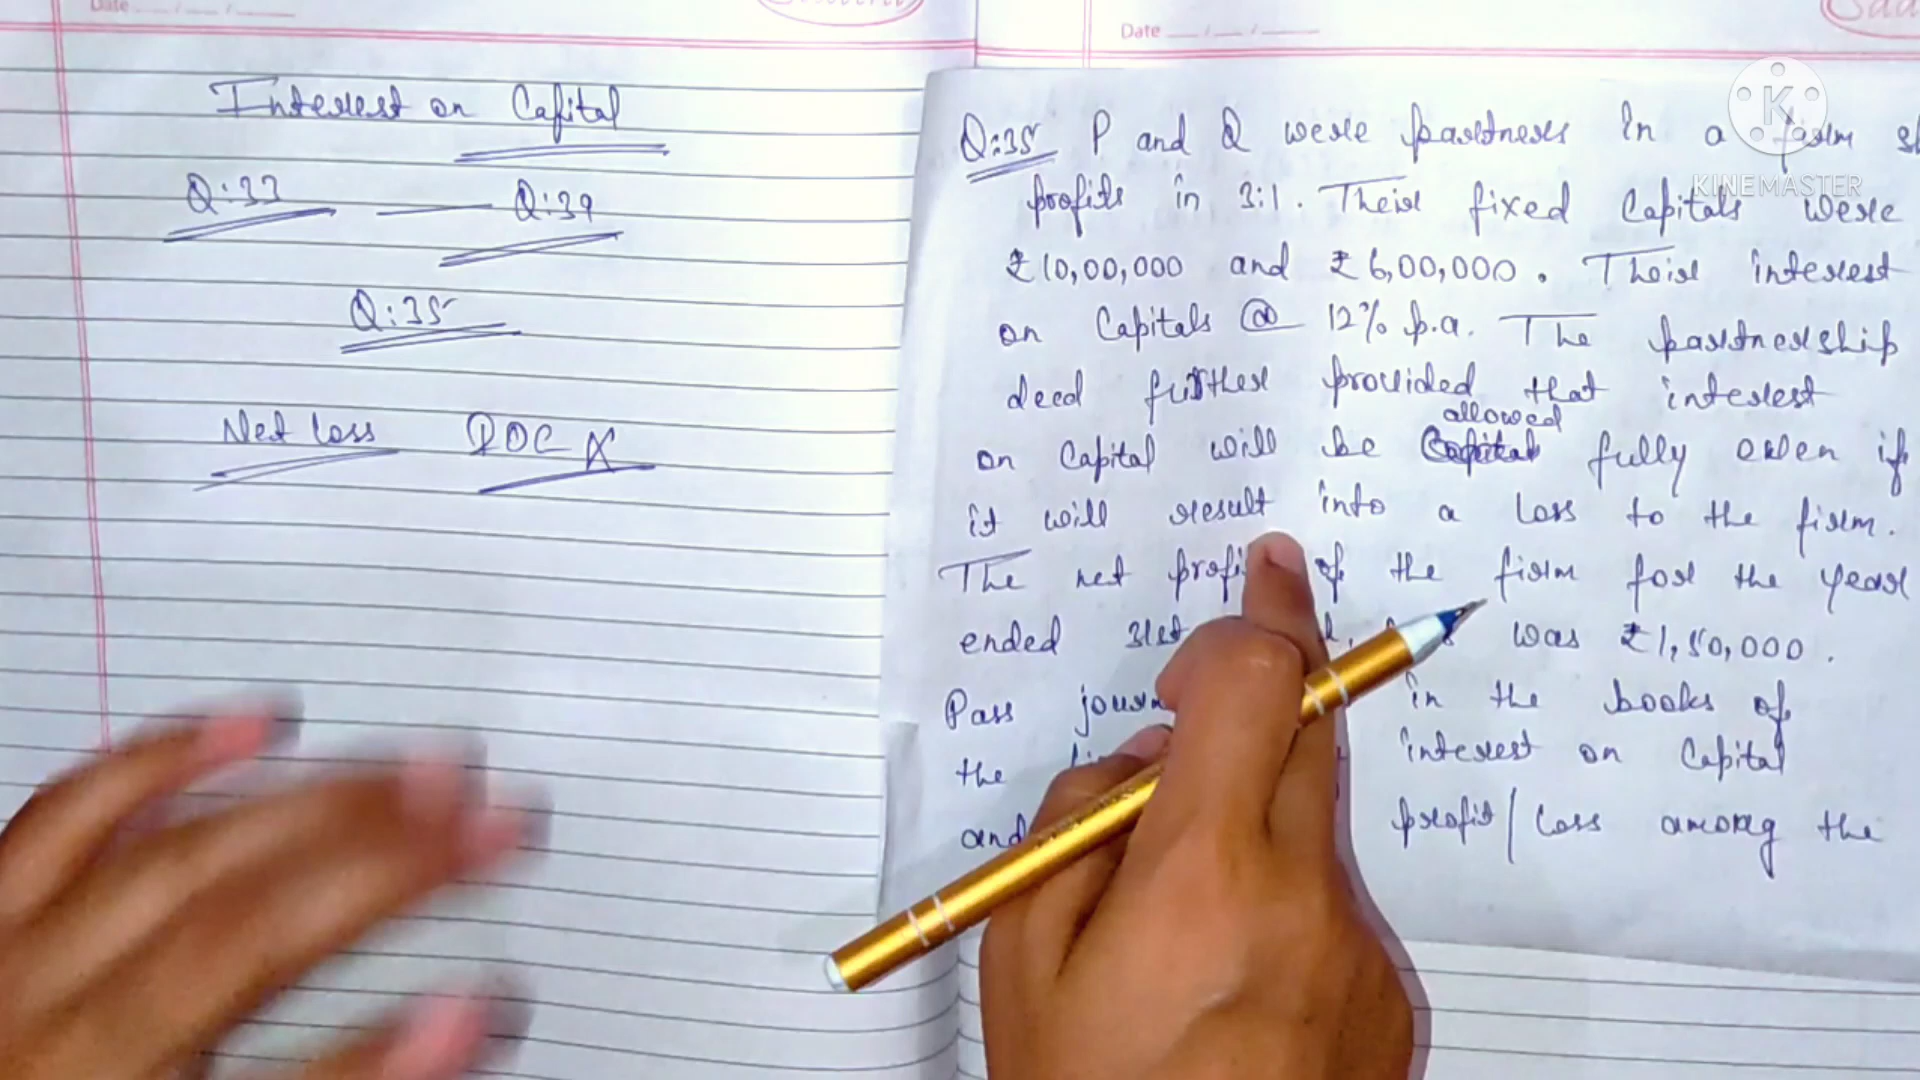 Date
Date
Interest on Capital
Q:33 — Q:39
Q:35
Net loss IOC X
Q:35 P and Q were partners in a firm
profits in 3:1. Their fixed Capitals were
₹10,00,000 and ₹6,00,000. Their interest
on Capitals @ 12% p.a. The partnership
deed further provided that interest
allowed
on Capital will be Capital fully even if
it will result into a loss to the firm.
The net profit of the firm for the year
ended 31st was ₹1,50,000.
Pass in the books of
the interest on Capital
and profit/loss among the
KINEMASTER